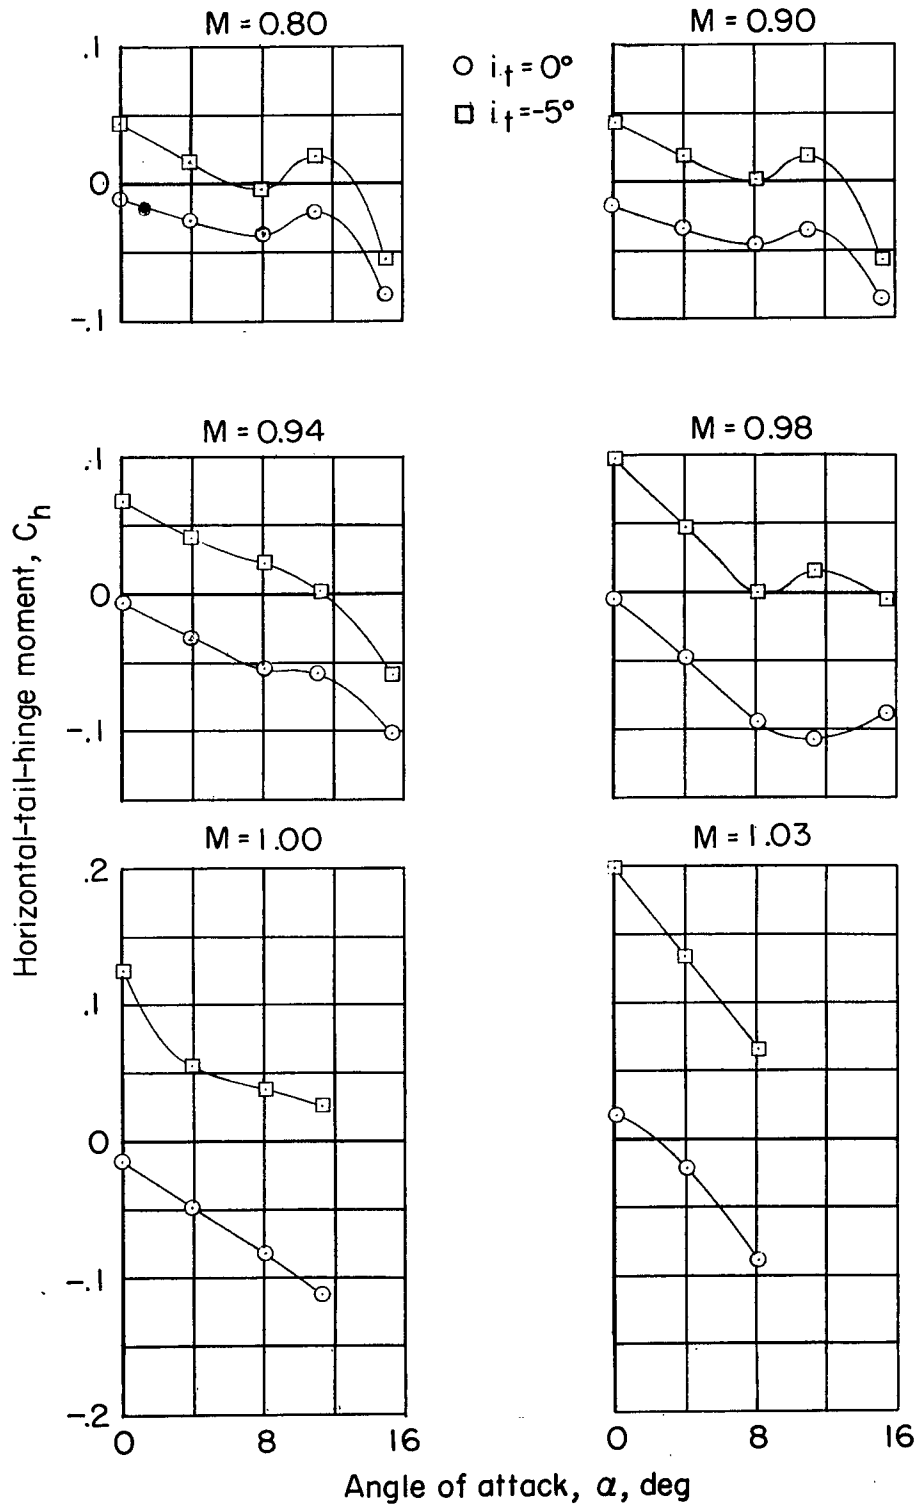 M = 0.80
M = 0.90
.1
0
-.1
i_t = 0°
i_t = -5°
M = 0.94
M = 0.98
.1
0
-.1
Horizontal-tail-hinge moment, C_h
M = 1.00
M = 1.03
.2
.1
0
-.1
-.2
0 8 16
0 8 16
Angle of attack, α, deg